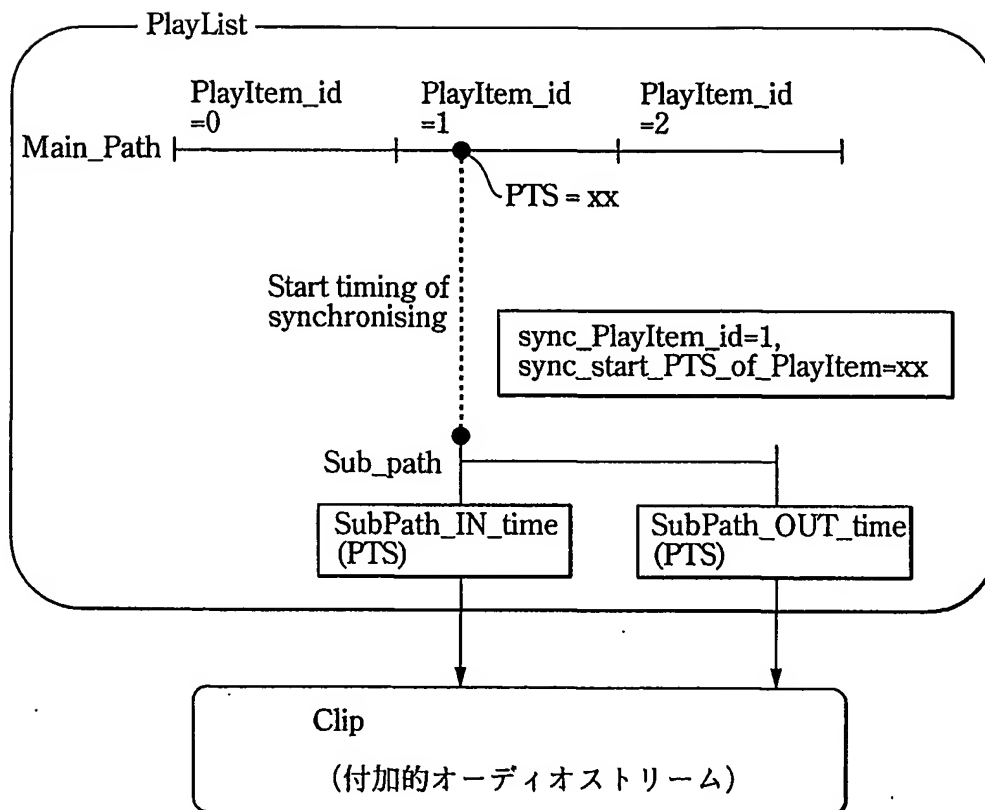 PlayList
PlayItem_id
=0
PlayItem_id
=1
PlayItem_id
=2
Main_Path
PTS = xx
Start timing of
synchronising
sync_PlayItem_id=1,
sync_start_PTS_of_PlayItem=xx
Sub_path
SubPath_IN_time
(PTS)
SubPath_OUT_time
(PTS)
Clip
(付加的オーディオストリーム)